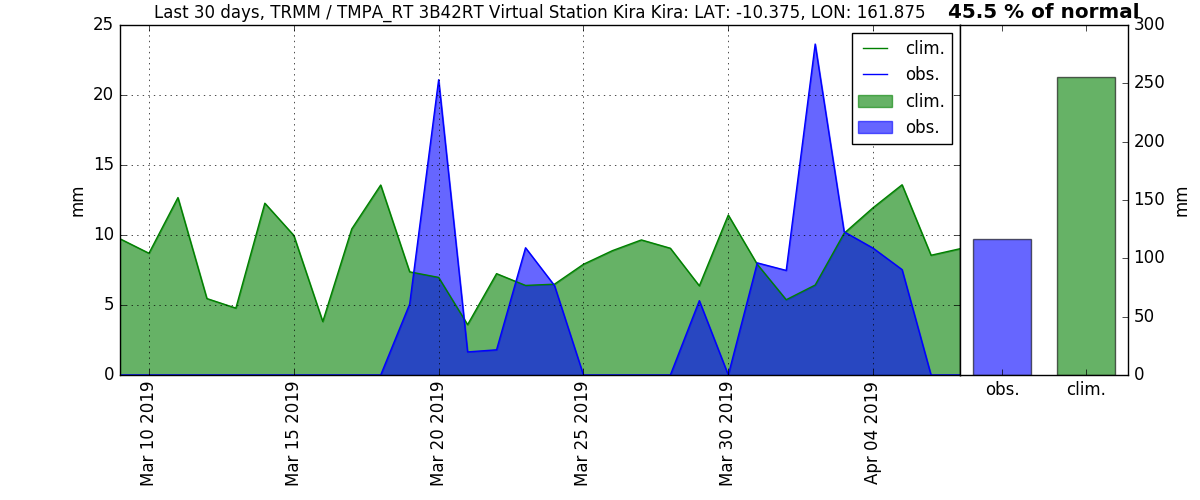 Last 30 days, TRMM / TMPA_RT 3B42RT Virtual Station Kira Kira: LAT: -10.375, LON: 161.875
45.5 % of normal
25
20
15
10
5
0
mm
clim.
obs.
clim.
obs.
Mar 10 2019
Mar 15 2019
Mar 20 2019
Mar 25 2019
Mar 30 2019
Apr 04 2019
300
250
200
150
100
50
0
mm
obs.
clim.